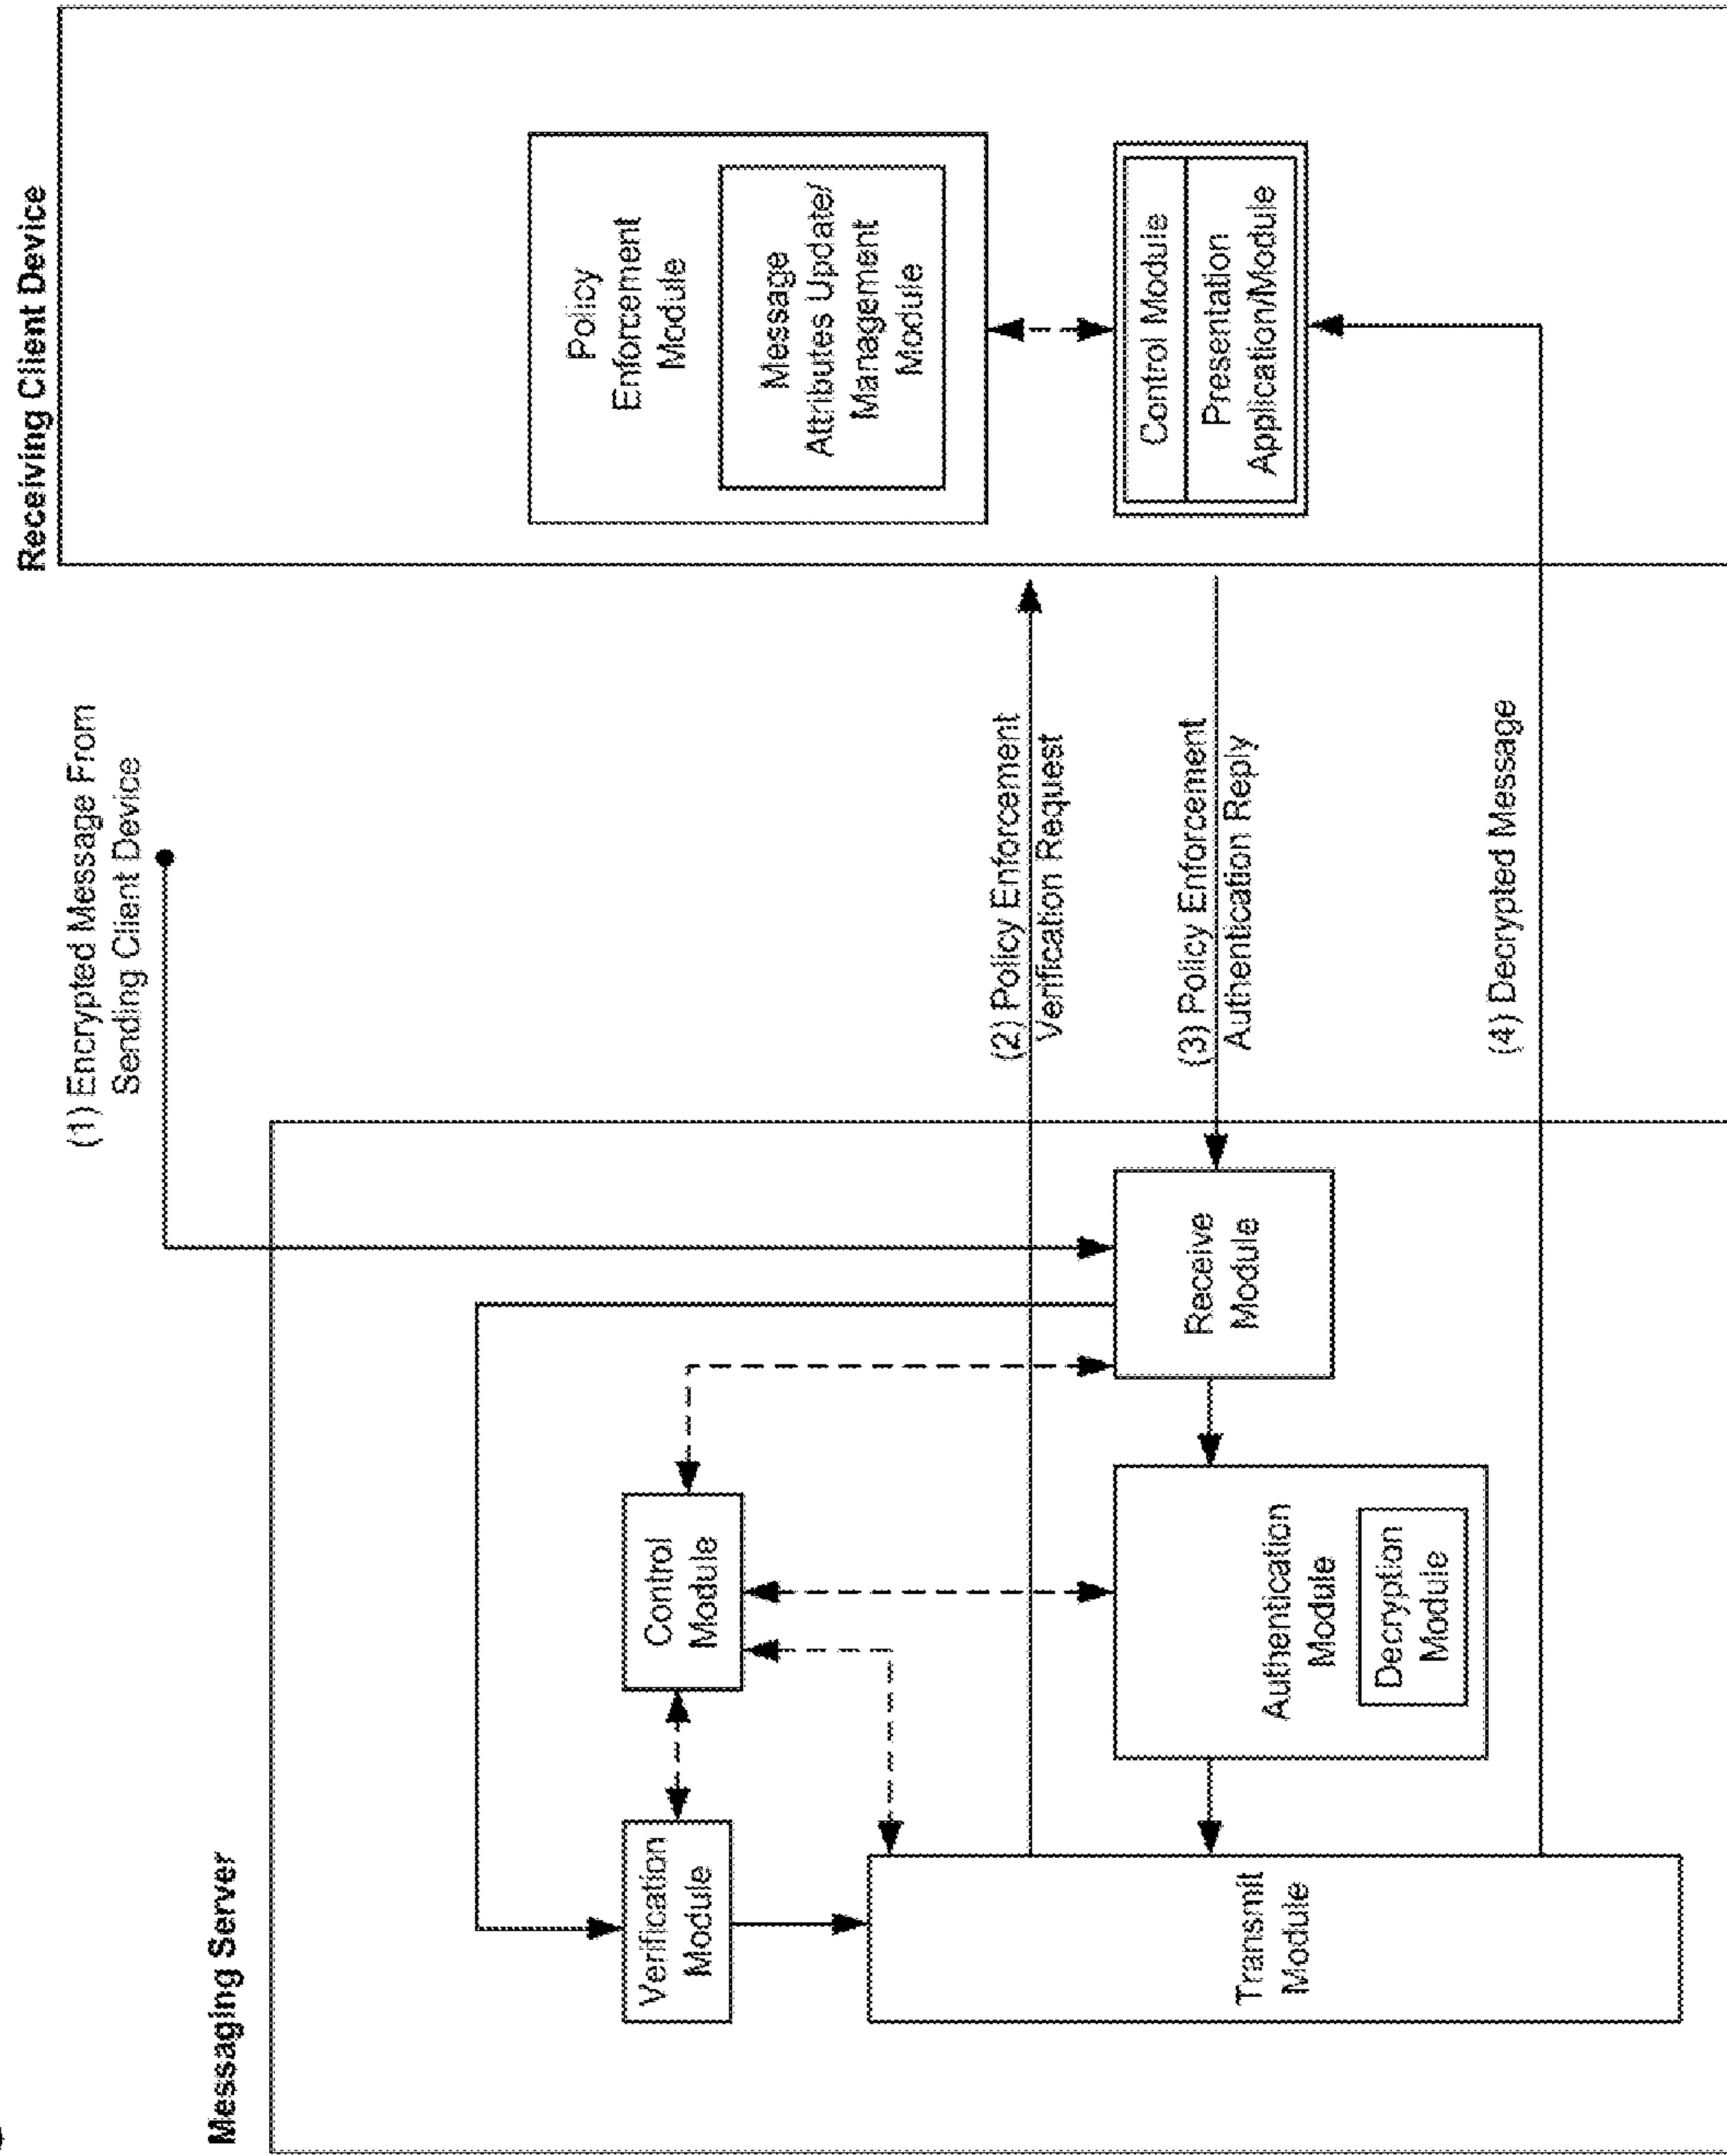 Messaging Server
Receiving Client Device
(1) Encrypted Message From
Sending Client Device
Verification
Module
Control
Module
Transmit
Module
Authentication
Module
Decryption
Module
Receive
Module
(2) Policy Enforcement
Verification Request
(3) Policy Enforcement
Authentication Reply
(4) Decrypted Message
Policy
Enforcement
Module
Message
Attributes Update/
Management
Module
Control Module
Presentation
Application/Module